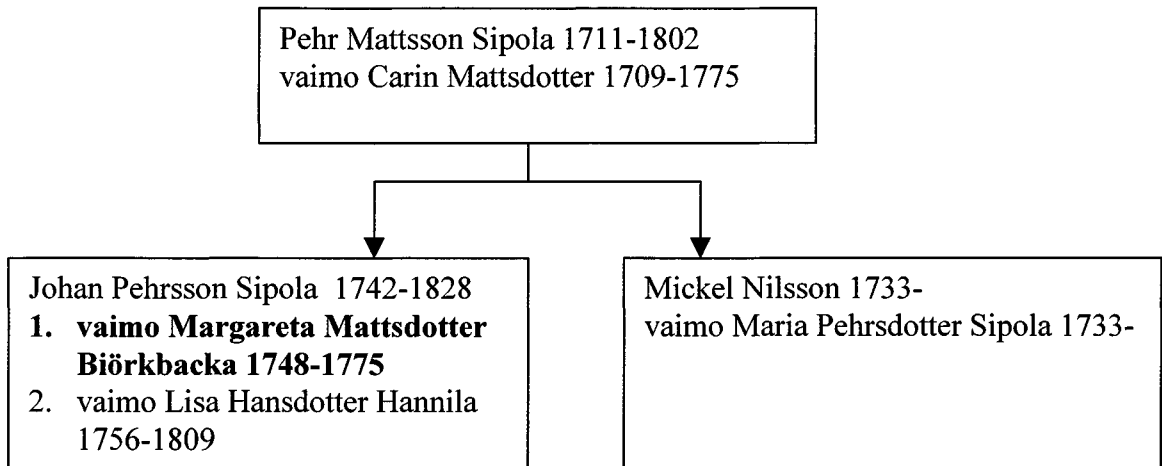 Pehr Mattsson Sipola 1711-1802
vaimo Carin Mattsdotter 1709-1775
Johan Pehrsson Sipola 1742-1828
1. vaimo Margareta Mattsdotter
Biörkbacka 1748-1775
2. vaimo Lisa Hansdotter Hannila
1756-1809
Mickel Nilsson 1733-
vaimo Maria Pehrsdotter Sipola 1733-